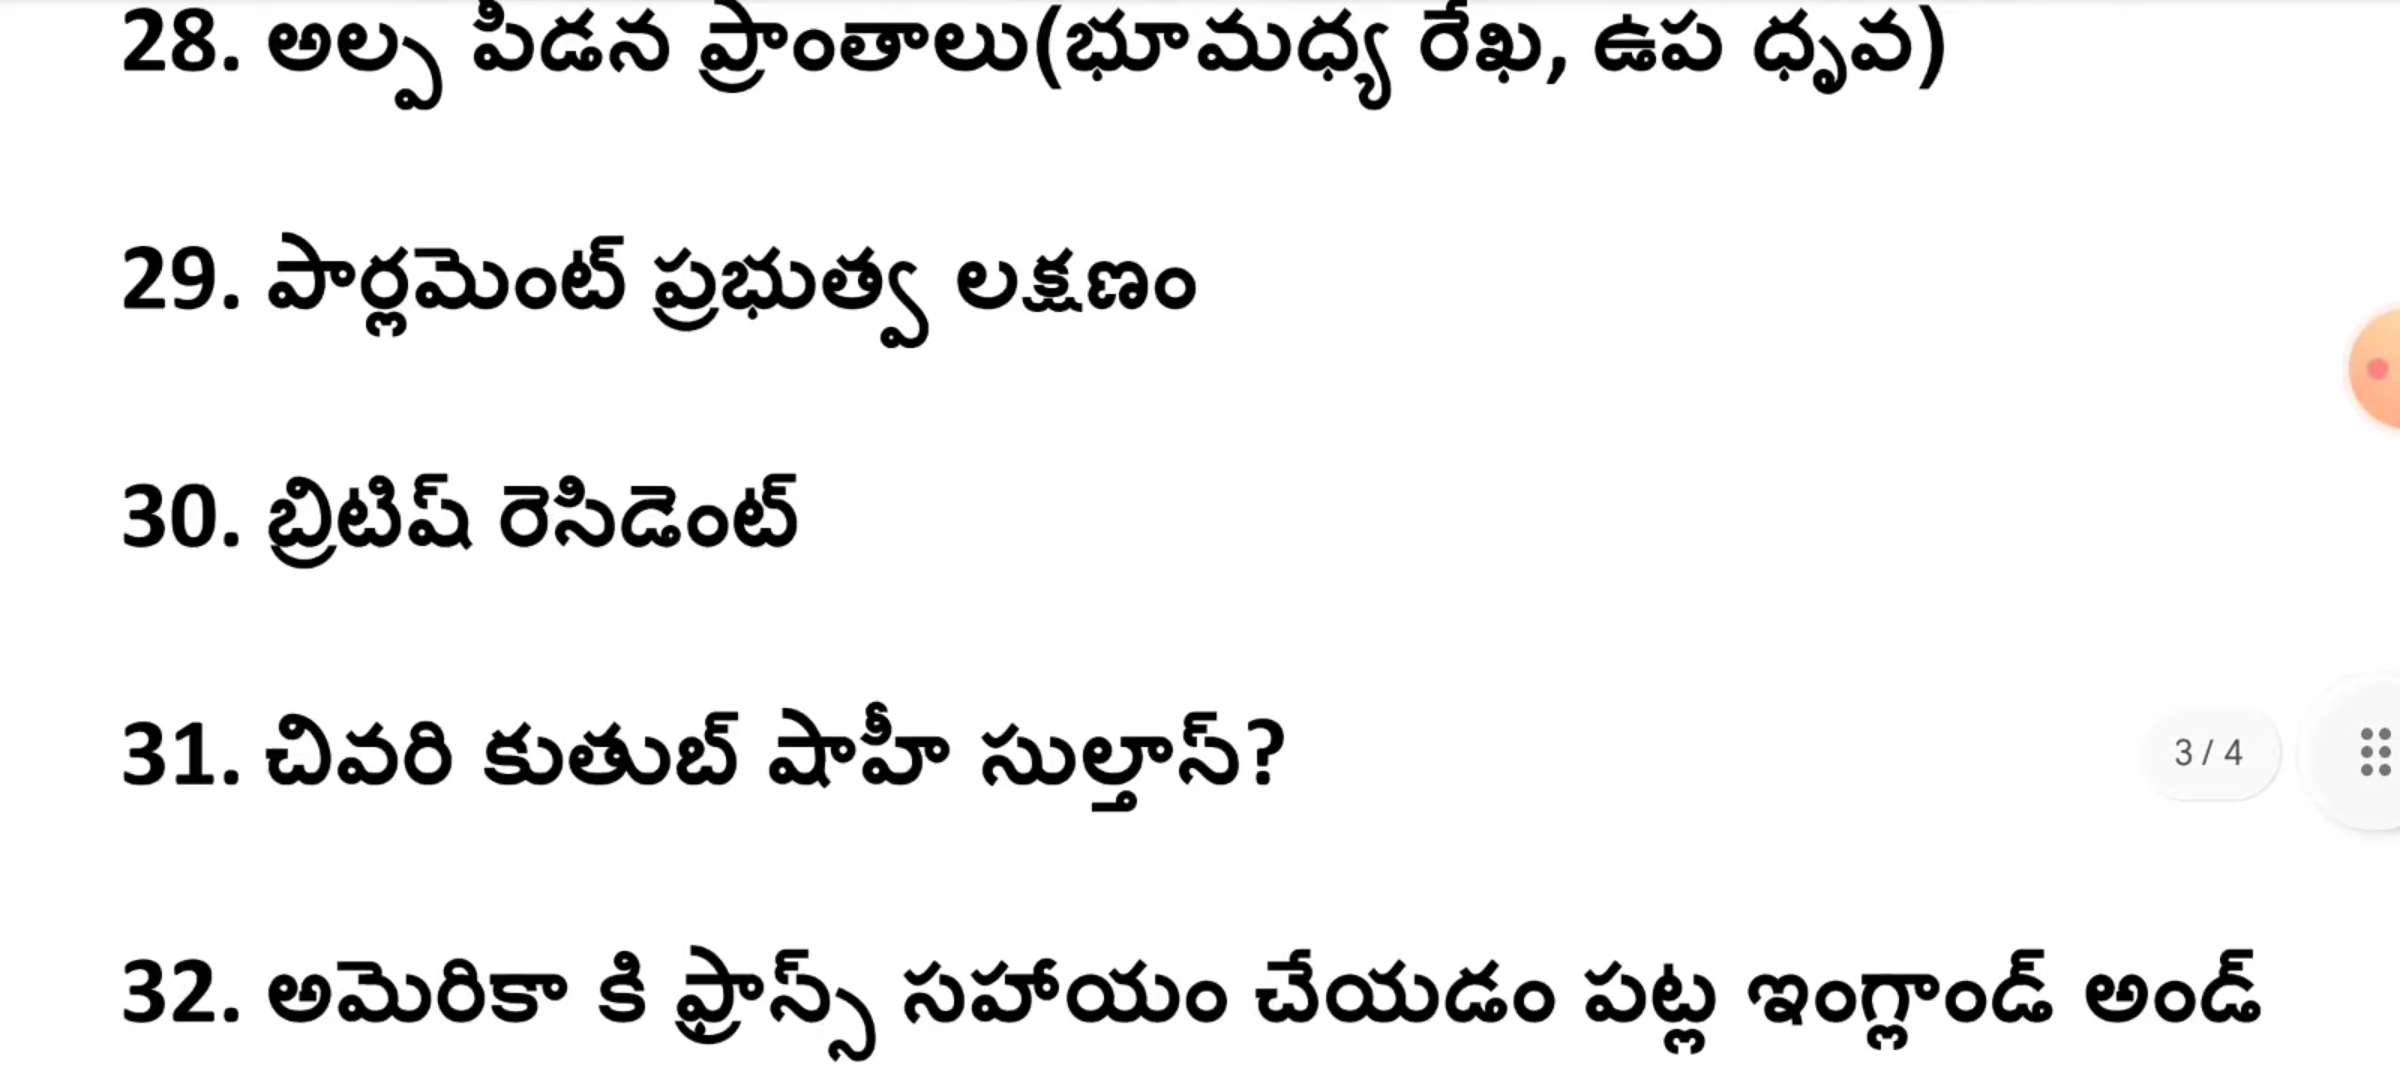 28. అల్ప పిడన ప్రాంతాలు(భూమధ్య రేఖ, ఉప ధృవ)
29. పార్లమెంట్ ప్రభుత్వ లక్షణం
30. బ్రిటిష్ రెసిడెంట్
31. చివరి కుతుబ్ షాహీ సుల్తాన్?
3 / 4
32. అమెరికా కి ఫ్రాన్స్ సహాయం చేయడం పట్ల ఇంగ్లాండ్ అండ్